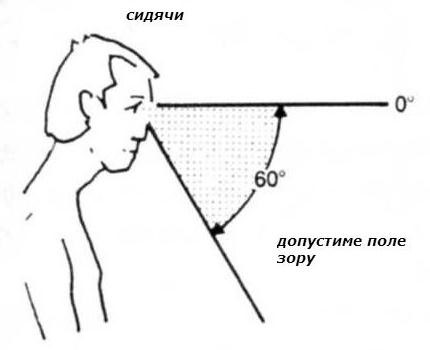 сидячи
0°
60°
допустиме поле
зору